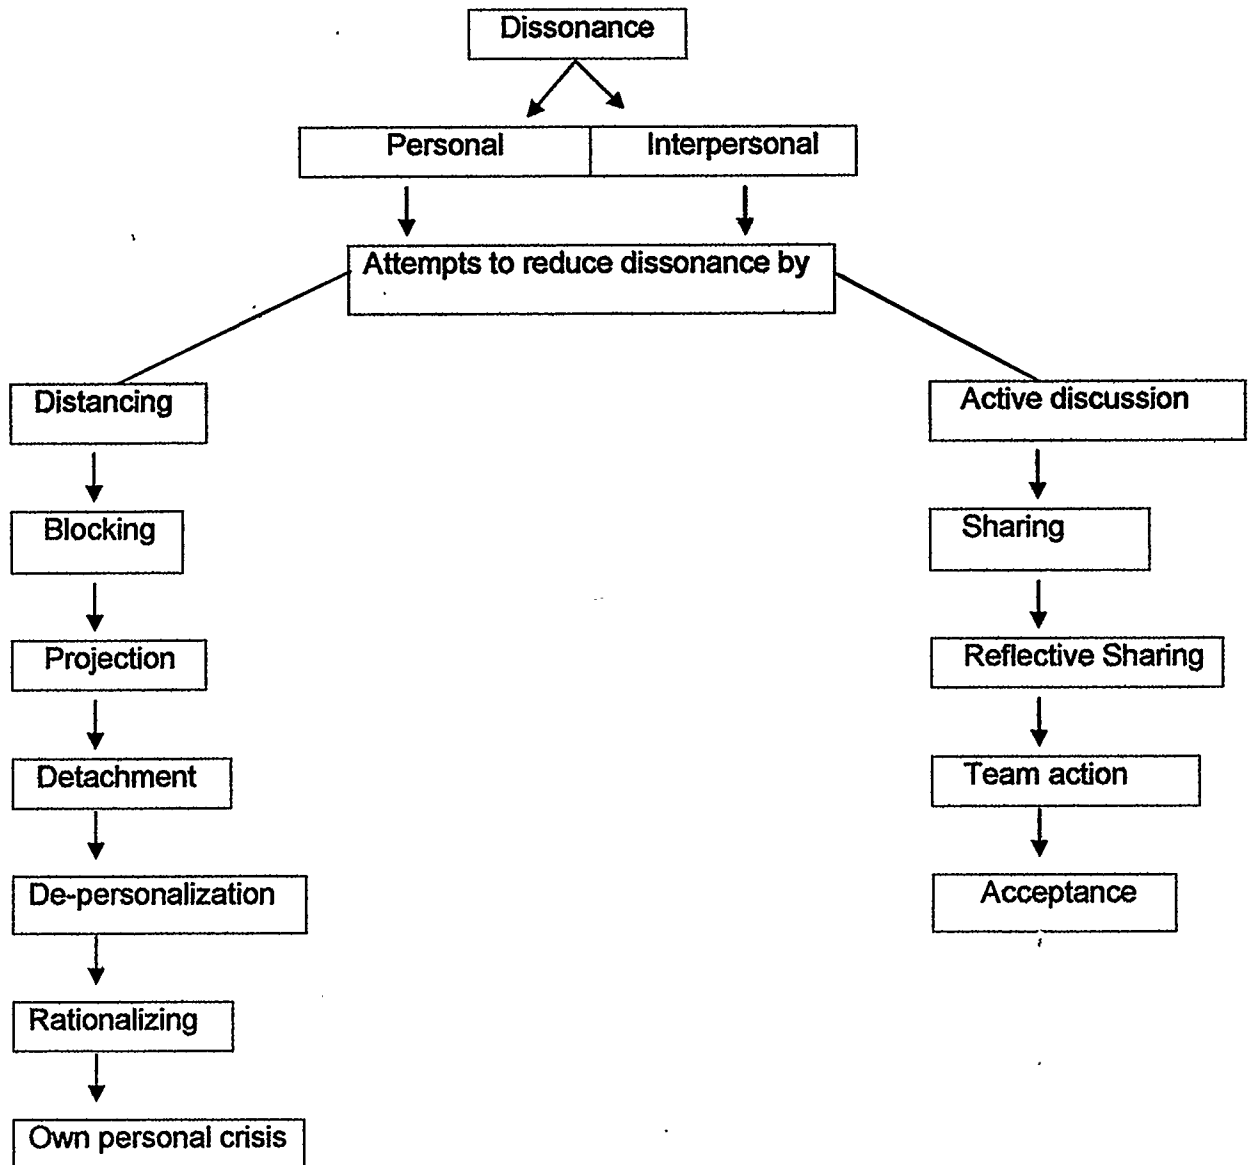 Dissonance
Personal
Interpersonal
Attempts to reduce dissonance by
Distancing
Blocking
Projection
Detachment
De-personalization
Rationalizing
Own personal crisis
Active discussion
Sharing
Reflective Sharing
Team action
Acceptance